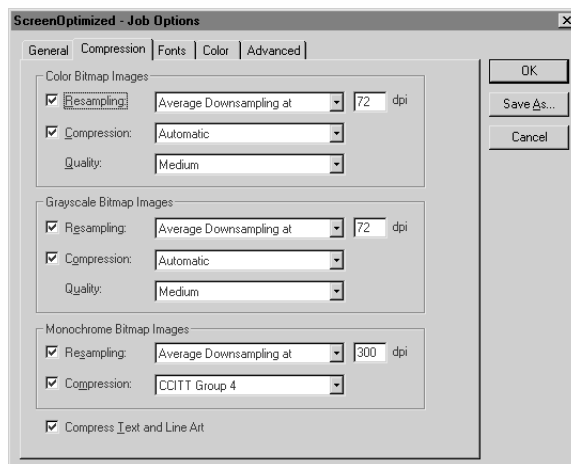 ScreenOptimized - Job Options
General Compression Fonts Color Advanced
OK
Save As...
Cancel
Color Bitmap Images
Resampling: Average Downsampling at 72 dpi
Compression: Automatic
Quality: Medium
Grayscale Bitmap Images
Resampling: Average Downsampling at 72 dpi
Compression: Automatic
Quality: Medium
Monochrome Bitmap Images
Resampling: Average Downsampling at 300 dpi
Compression: CCITT Group 4
Compress Text and Line Art